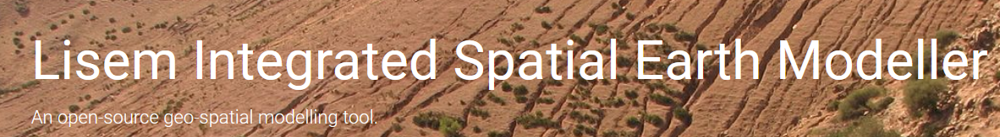 Lisem Integrated Spatial Earth Modeller
An open-source geo-spatial modelling tool.